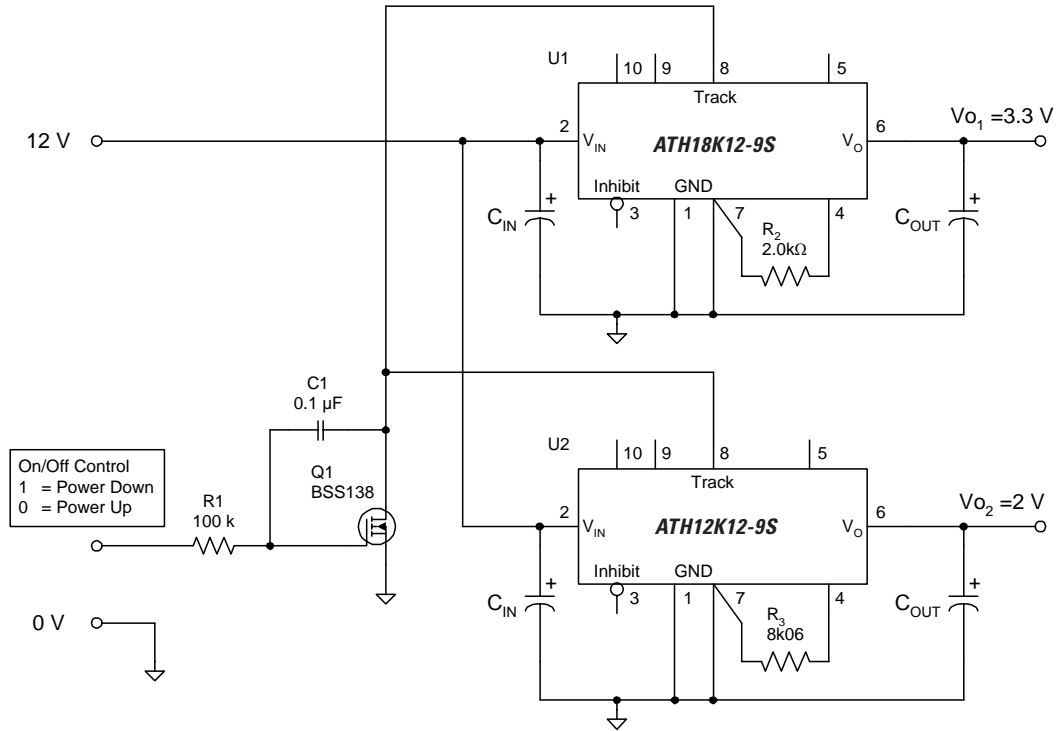 U1
10
9
8
5
Track
12 V
2
V_IN
ATH18K12-9S
V_O
6
Vo_1 =3.3 V
Inhibit
GND
3
1
7
4
C_IN
+
R_2
2.0kΩ
+
C_OUT
C1
0.1 µF
U2
10
9
8
5
Track
On/Off Control
1 = Power Down
0 = Power Up
Q1
BSS138
R1
100 k
2
V_IN
ATH12K12-9S
V_O
6
Vo_2 =2 V
Inhibit
GND
3
1
7
4
C_IN
+
R_3
8k06
+
C_OUT
0 V